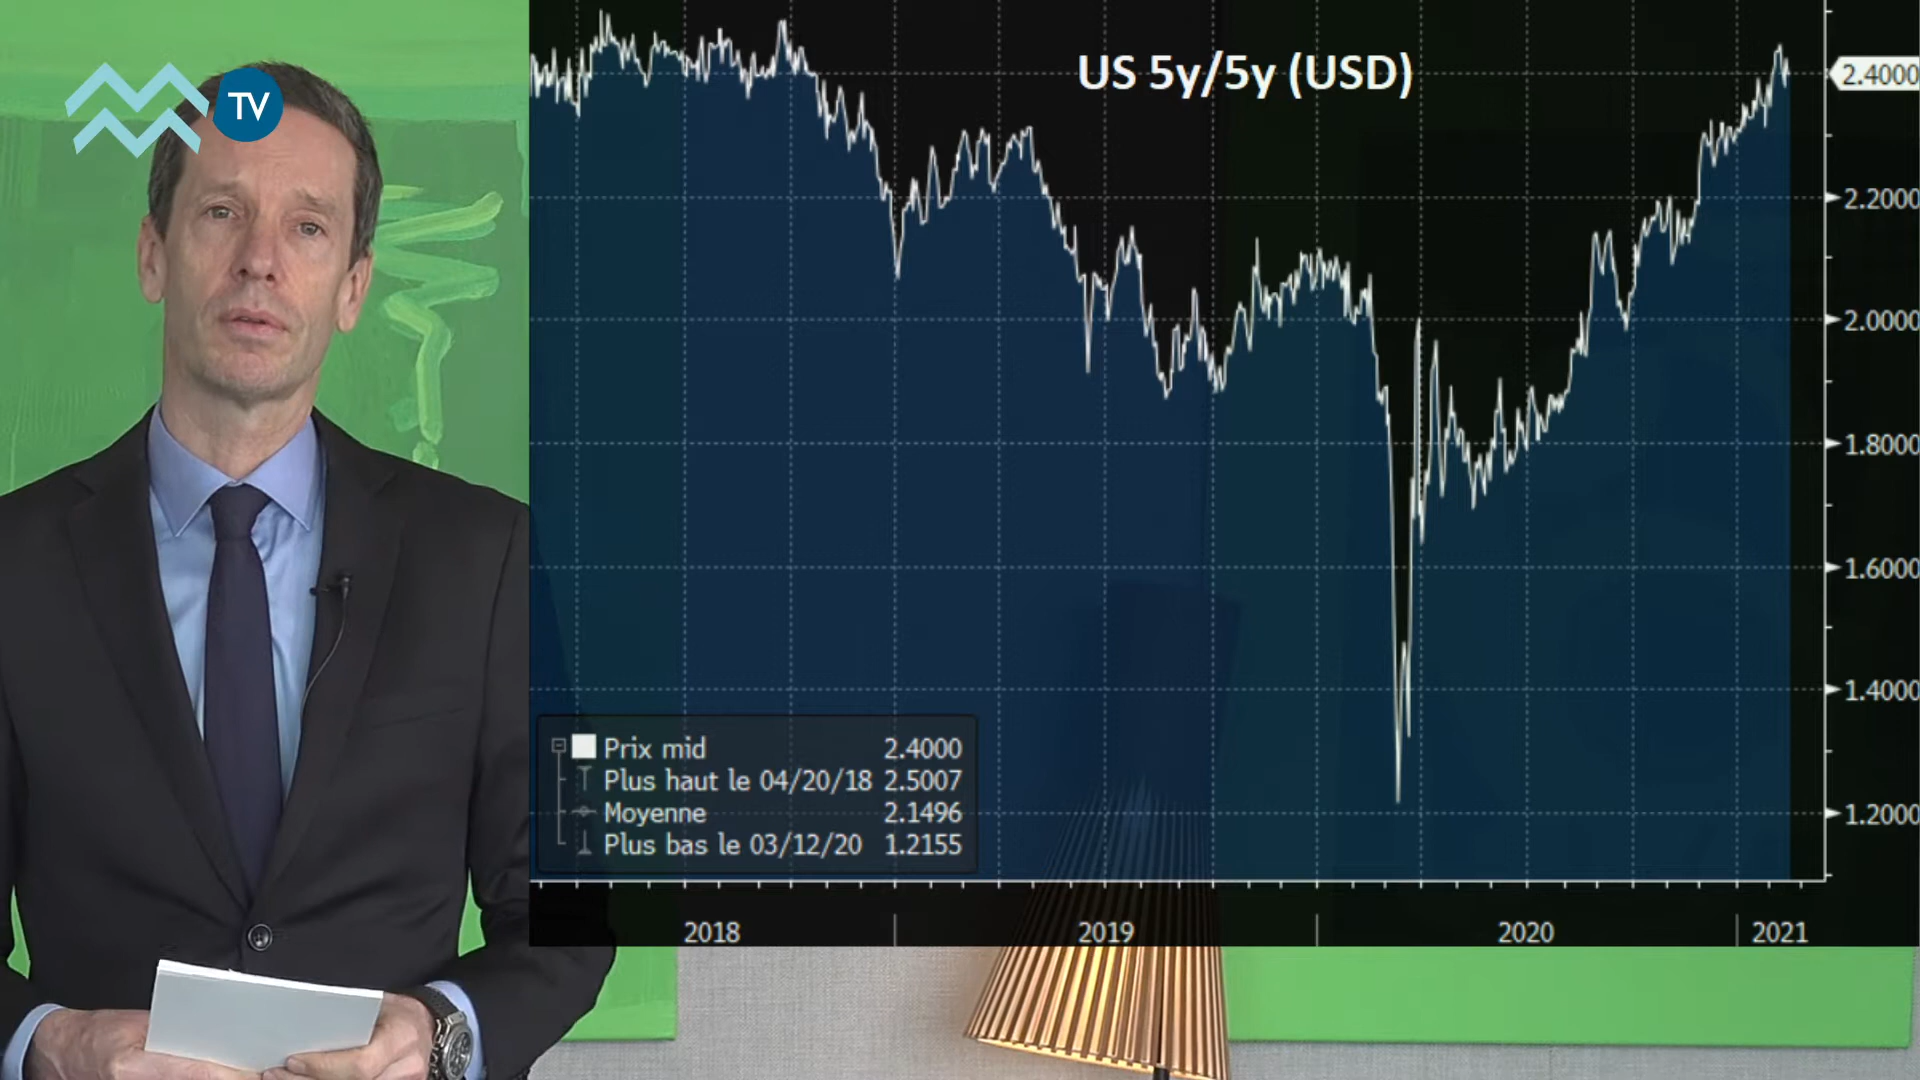 TV
US 5y/5y (USD)
2.4000
2.2000
2.0000
1.8000
1.6000
1.4000
1.2000
Prix mid 2.4000
Plus haut le 04/20/18 2.5007
Moyenne 2.1496
Plus bas le 03/12/20 1.2155
2018 2019 2020 2021